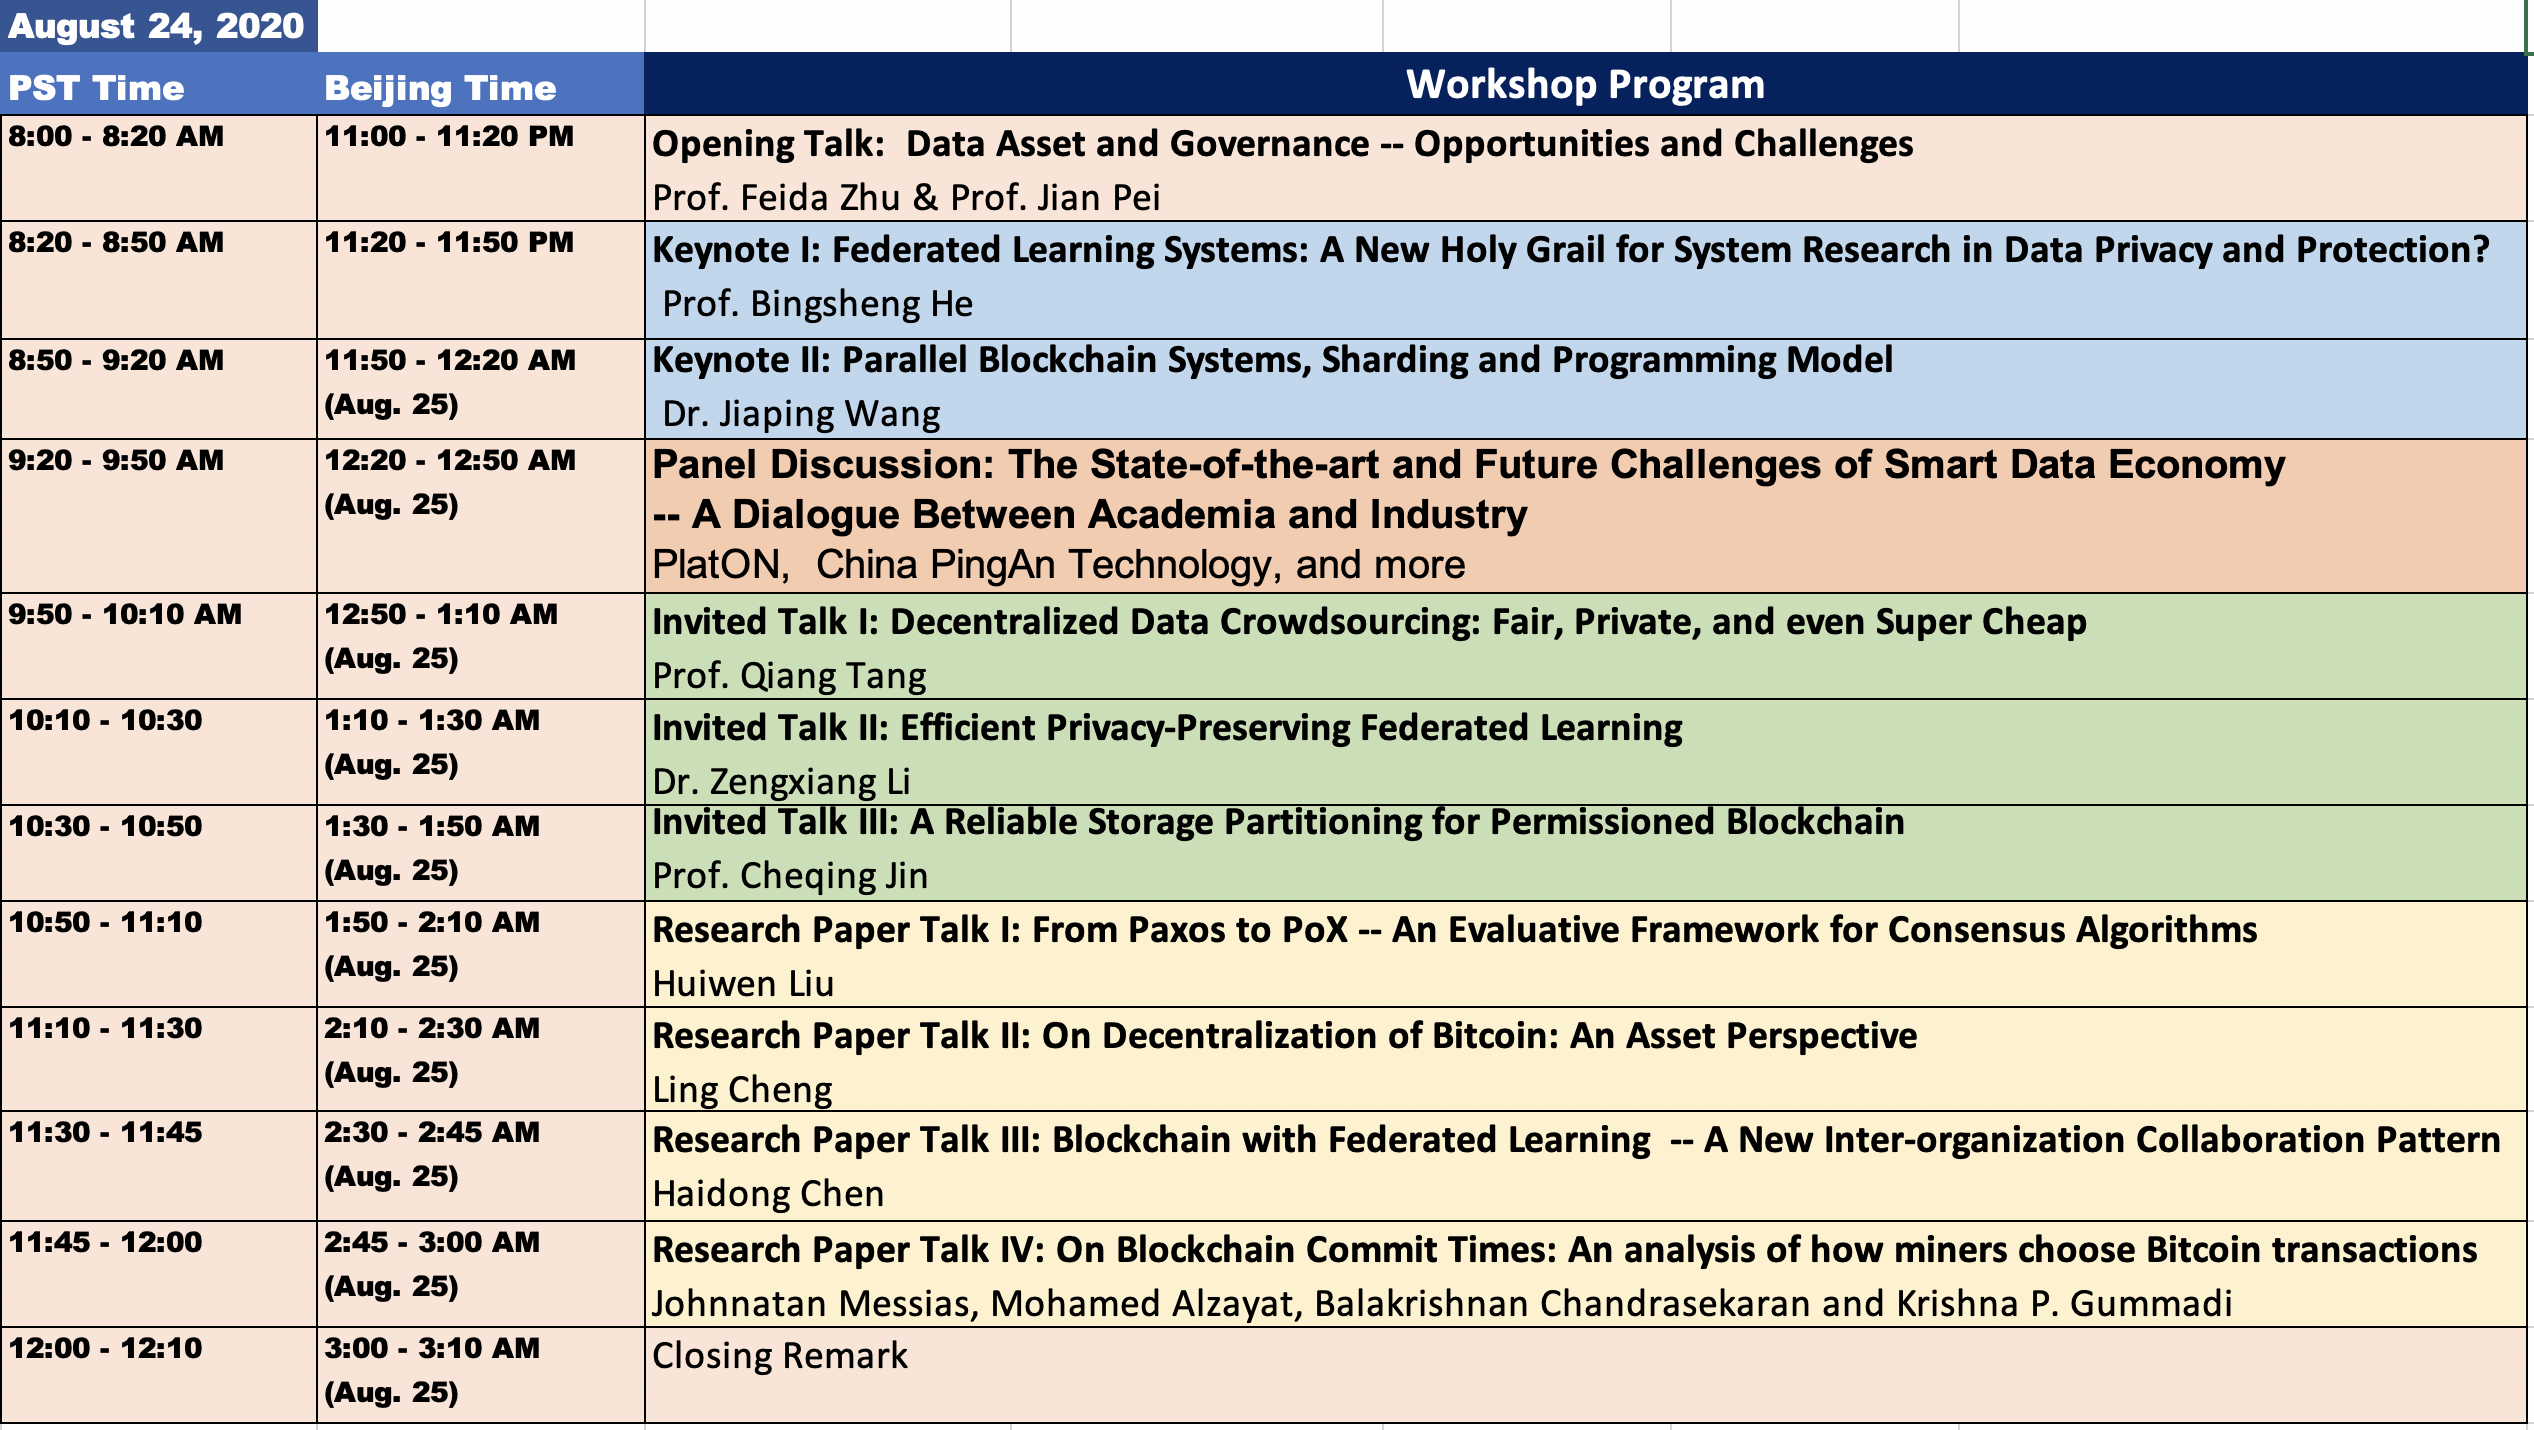 August 24, 2020
PST Time Beijing Time Workshop Program
8:00 - 8:20 AM 11:00 - 11:20 PM Opening Talk:  Data Asset and Governance -- Opportunities and Challenges
Prof. Feida Zhu & Prof. Jian Pei
8:20 - 8:50 AM 11:20 - 11:50 PM Keynote I: Federated Learning Systems: A New Holy Grail for System Research in Data Privacy and Protection?
Prof. Bingsheng He
8:50 - 9:20 AM 11:50 - 12:20 AM Keynote II: Parallel Blockchain Systems, Sharding and Programming Model
(Aug. 25) Dr. Jiaping Wang
9:20 - 9:50 AM 12:20 - 12:50 AM Panel Discussion: The State-of-the-art and Future Challenges of Smart Data Economy
(Aug. 25) -- A Dialogue Between Academia and Industry
PlatON,  China PingAn Technology, and more
9:50 - 10:10 AM 12:50 - 1:10 AM Invited Talk I: Decentralized Data Crowdsourcing: Fair, Private, and even Super Cheap
(Aug. 25) Prof. Qiang Tang
10:10 - 10:30 1:10 - 1:30 AM Invited Talk II: Efficient Privacy-Preserving Federated Learning
(Aug. 25) Dr. Zengxiang Li
10:30 - 10:50 1:30 - 1:50 AM Invited Talk III: A Reliable Storage Partitioning for Permissioned Blockchain
(Aug. 25) Prof. Cheqing Jin
10:50 - 11:10 1:50 - 2:10 AM Research Paper Talk I: From Paxos to PoX -- An Evaluative Framework for Consensus Algorithms
(Aug. 25) Huiwen Liu
11:10 - 11:30 2:10 - 2:30 AM Research Paper Talk II: On Decentralization of Bitcoin: An Asset Perspective
(Aug. 25) Ling Cheng
11:30 - 11:45 2:30 - 2:45 AM Research Paper Talk III: Blockchain with Federated Learning  -- A New Inter-organization Collaboration Pattern
(Aug. 25) Haidong Chen
11:45 - 12:00 2:45 - 3:00 AM Research Paper Talk IV: On Blockchain Commit Times: An analysis of how miners choose Bitcoin transactions
(Aug. 25) Johnnatan Messias, Mohamed Alzayat, Balakrishnan Chandrasekaran and Krishna P. Gummadi
12:00 - 12:10 3:00 - 3:10 AM Closing Remark
(Aug. 25)